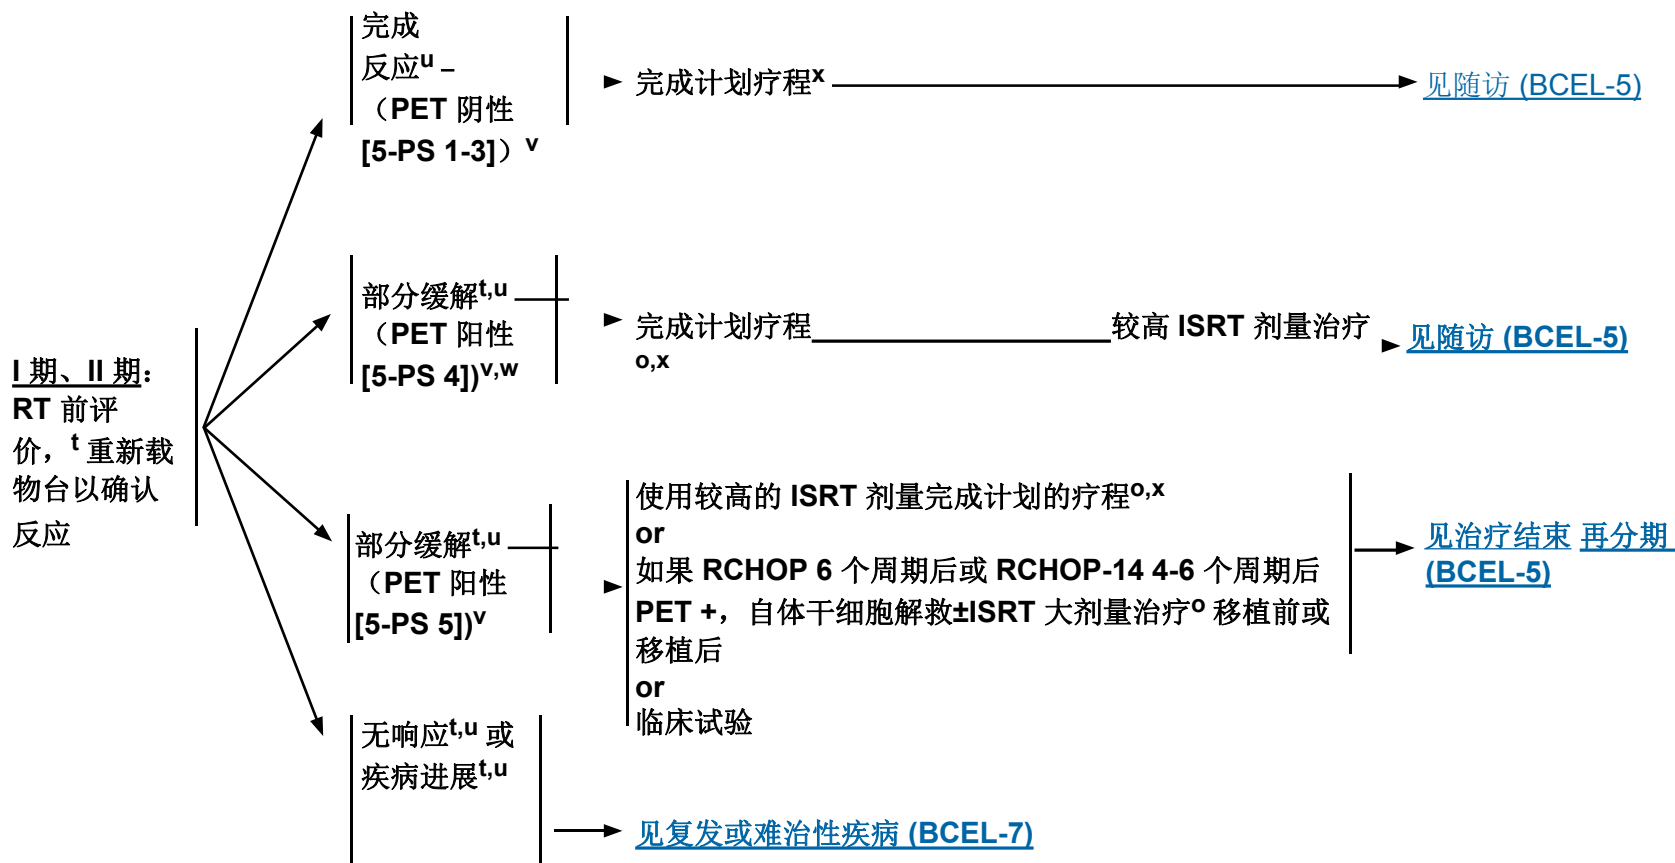 I 期、II 期：
RT 前评
价，t 重新载
物台以确认
反应
完成
反应u –
（PET 阴性
[5-PS 1-3]）v
完成计划疗程x
见随访 (BCEL-5)
部分缓解t,u
（PET 阳性
[5-PS 4])v,w
完成计划疗程
o,x
较高 ISRT 剂量治疗
见随访 (BCEL-5)
部分缓解t,u
（PET 阳性
[5-PS 5])v
使用较高的 ISRT 剂量完成计划的疗程o,x
or
如果 RCHOP 6 个周期后或 RCHOP-14 4-6 个周期后
PET +，自体干细胞解救±ISRT 大剂量治疗o 移植前或
移植后
or
临床试验
见治疗结束 再分期
(BCEL-5)
无响应t,u 或
疾病进展t,u
见复发或难治性疾病 (BCEL-7)